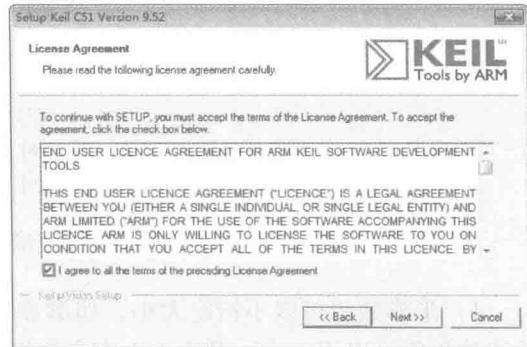 Setup Keil C51 Version 9.52
License Agreement
Please read the following license agreement carefully.
KEIL™
Tools by ARM
To continue with SETUP, you must accept the terms of the License Agreement. To accept the
agreement, click the check box below.
END USER LICENCE AGREEMENT FOR ARM KEIL SOFTWARE DEVELOPMENT
TOOLS
THIS END USER LICENCE AGREEMENT ("LICENCE") IS A LEGAL AGREEMENT
BETWEEN YOU (EITHER A SINGLE INDIVIDUAL, OR SINGLE LEGAL ENTITY) AND
ARM LIMITED ("ARM") FOR THE USE OF THE SOFTWARE ACCOMPANYING THIS
LICENCE. ARM IS ONLY WILLING TO LICENSE THE SOFTWARE TO YOU ON
CONDITION THAT YOU ACCEPT ALL OF THE TERMS IN THIS LICENCE. BY
I agree to all the terms of the preceding License Agreement
Keil µVision Setup
<< Back
Next >>
Cancel